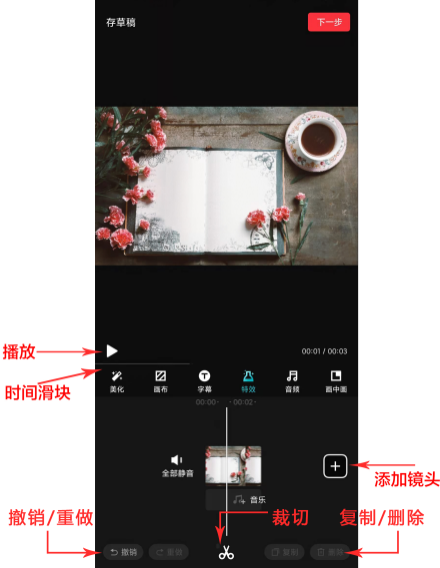 存草稿
下一步
播放
00:01 / 00:03
时间滑块
美化
画布
字幕
特效
音频
画中画
00:00
00:02
全部静音
添加镜头
音乐
撤销/重做
裁切
复制/删除
撤销
重做
复制
删除